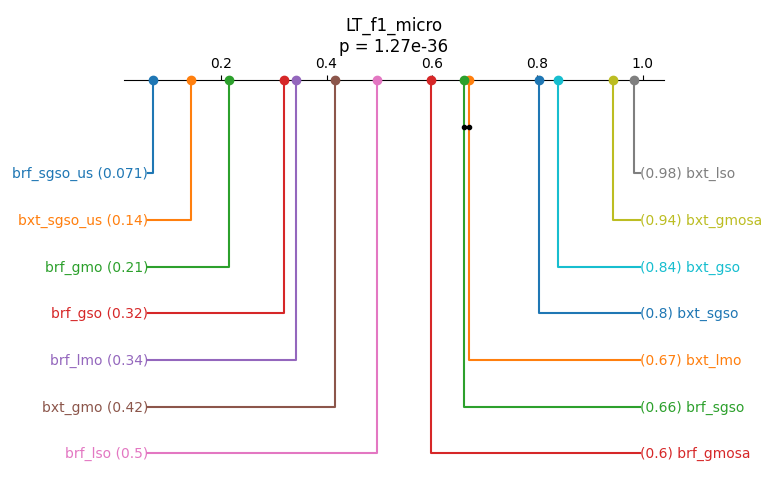 LT_f1_micro
p = 1.27e-36
0.2 0.4 0.6 0.8 1.0
brf_sgso_us (0.071) (0.98) bxt_lso
bxt_sgso_us (0.14) (0.94) bxt_gmosa
brf_gmo (0.21) (0.84) bxt_gso
brf_gso (0.32) (0.8) bxt_sgso
brf_lmo (0.34) (0.67) bxt_lmo
bxt_gmo (0.42) (0.66) brf_sgso
brf_lso (0.5) (0.6) brf_gmosa